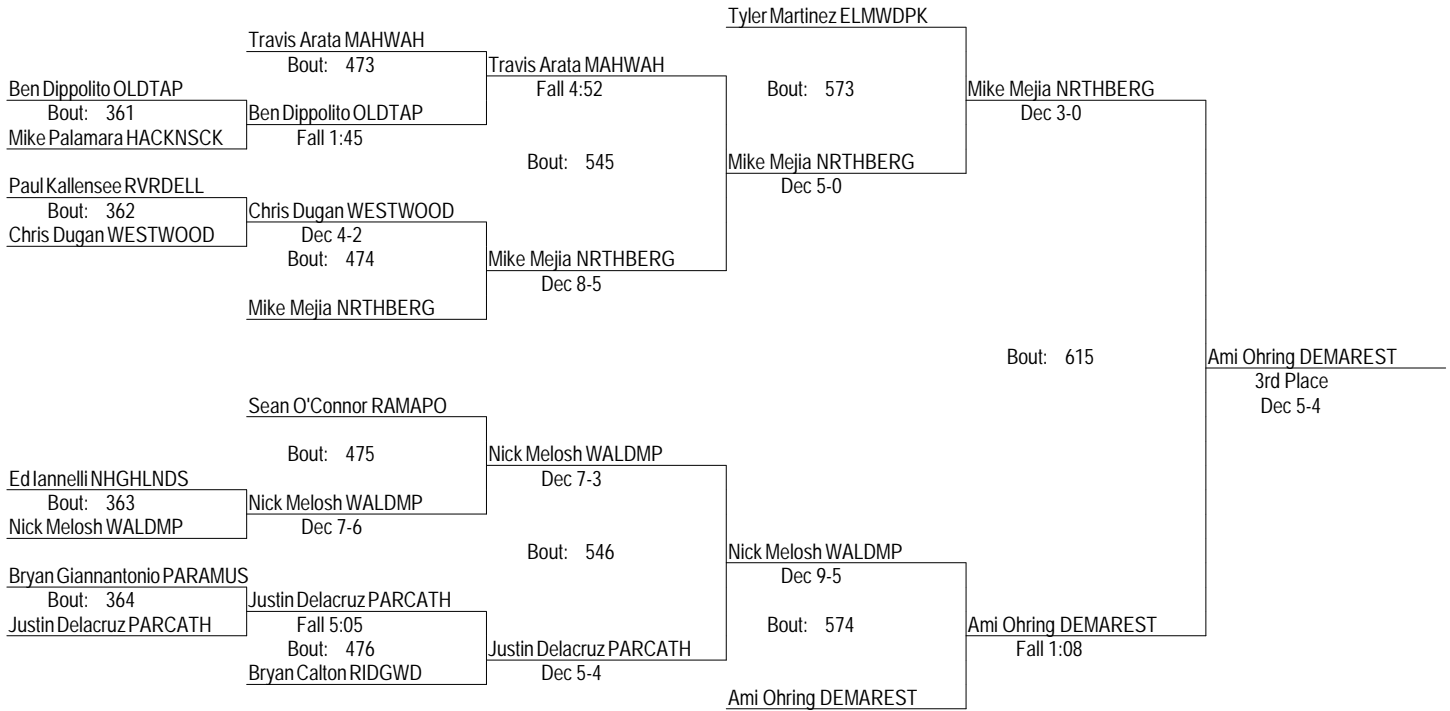 Tyler Martinez ELMWDPK
Travis Arata MAHWAH
Bout: 473
Travis Arata MAHWAH
Fall 4:52
Bout: 573
Ben Dippolito OLDTAP
Mike Mejia NRTHBERG
Bout: 361
Ben Dippolito OLDTAP
Dec 3-0
Mike Palamara HACKNSCK
Fall 1:45
Bout: 545
Mike Mejia NRTHBERG
Paul Kallensee RVRDELL
Dec 5-0
Bout: 362
Chris Dugan WESTWOOD
Chris Dugan WESTWOOD
Dec 4-2
Bout: 474
Mike Mejia NRTHBERG
Dec 8-5
Mike Mejia NRTHBERG
Bout: 615
Ami Ohring DEMAREST
3rd Place
Dec 5-4
Sean O'Connor RAMAPO
Bout: 475
Nick Melosh WALDMP
Dec 7-3
Ed Iannelli NHGHLNDS
Bout: 363
Nick Melosh WALDMP
Nick Melosh WALDMP
Dec 7-6
Bout: 546
Nick Melosh WALDMP
Dec 9-5
Bryan Giannantonio PARAMUS
Bout: 364
Justin Delacruz PARCATH
Justin Delacruz PARCATH
Fall 5:05
Bout: 574
Ami Ohring DEMAREST
Fall 1:08
Bout: 476
Justin Delacruz PARCATH
Bryan Calton RIDGWD
Dec 5-4
Ami Ohring DEMAREST